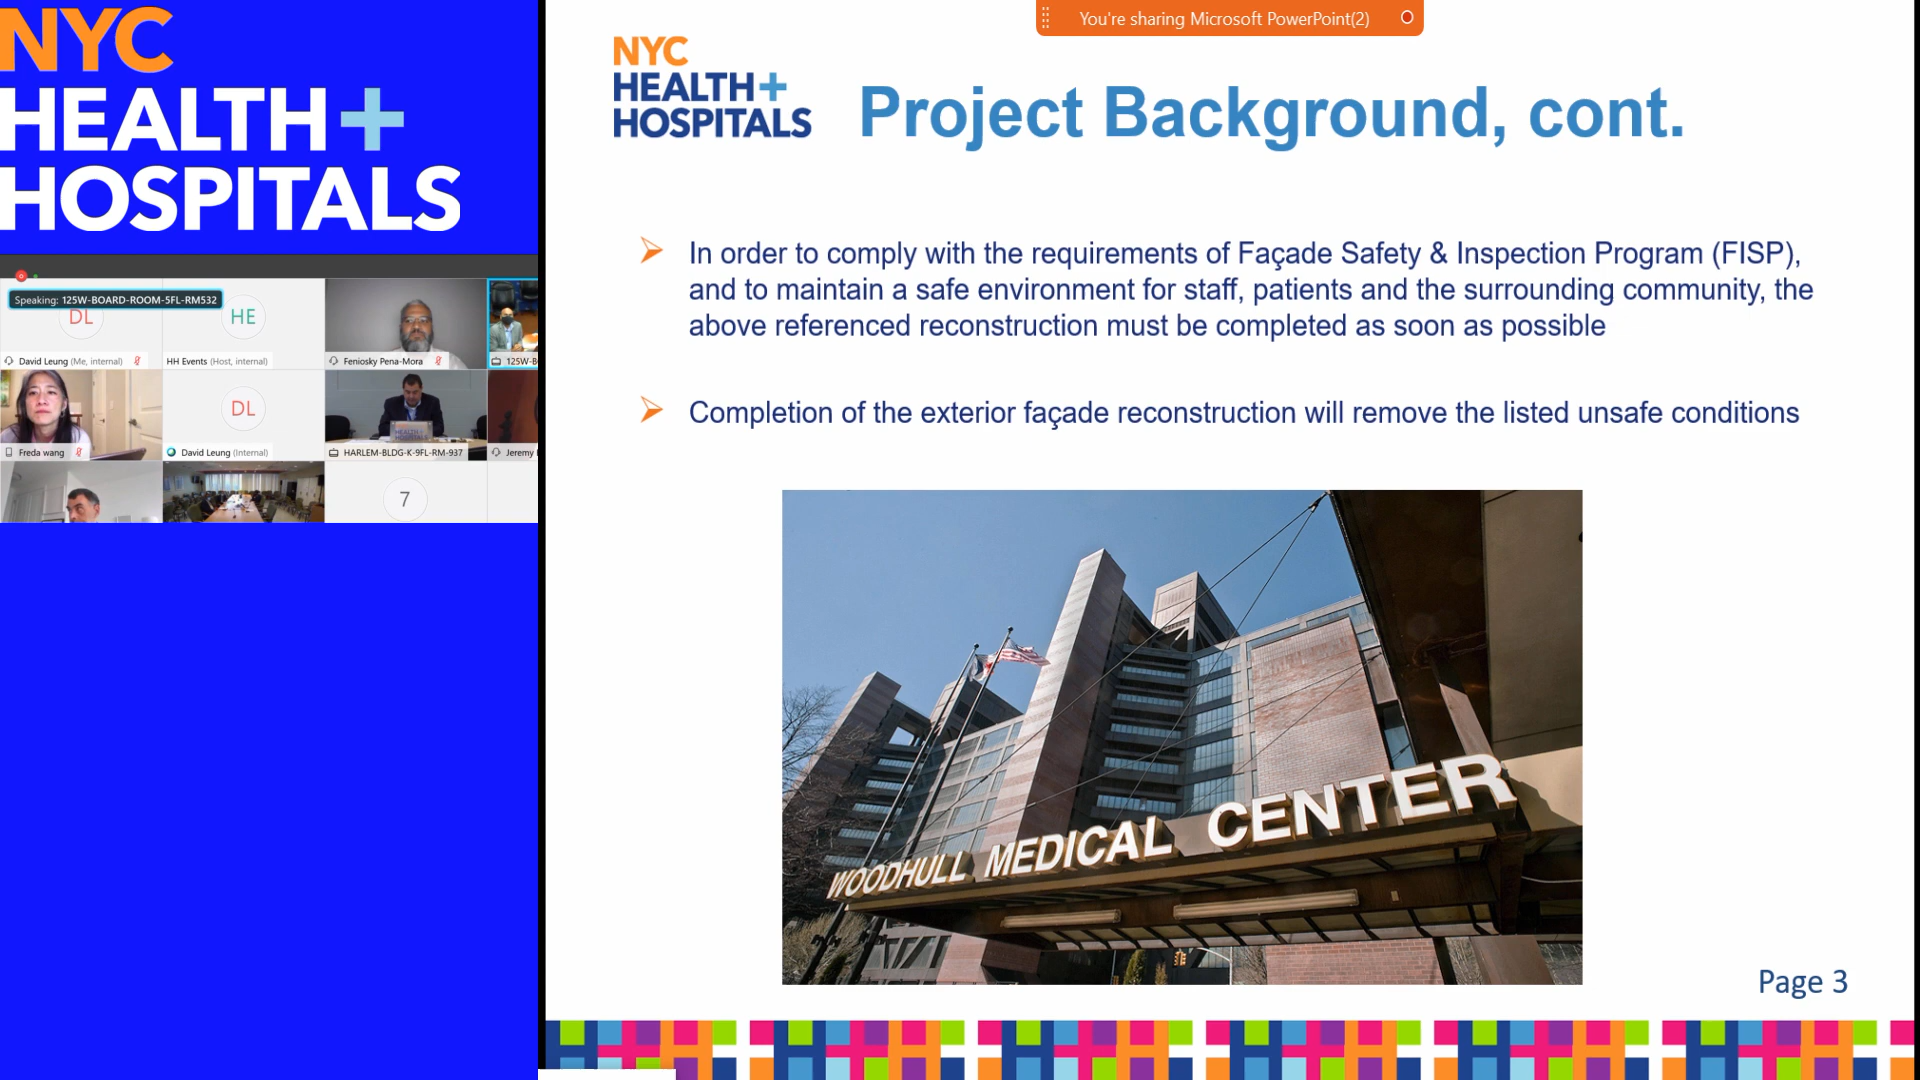 NYC
HEALTH+
HOSPITALS
Speaking: 125W-BOARD-ROOM-5FL-RM532
DL
HE
David Leung (Me, internal)
HH Events (Host, internal)
Feniosky Pena-Mora
125W-B
DL
Freda wang
David Leung (Internal)
HARLEM-BLDG-K-9FL-RM-937
Jeremy
7
You're sharing Microsoft PowerPoint(2)
NYC
HEALTH+
HOSPITALS
Project Background, cont.
In order to comply with the requirements of Façade Safety & Inspection Program (FISP),
and to maintain a safe environment for staff, patients and the surrounding community, the
above referenced reconstruction must be completed as soon as possible
Completion of the exterior façade reconstruction will remove the listed unsafe conditions
WOODHULL MEDICAL CENTER
Page 3